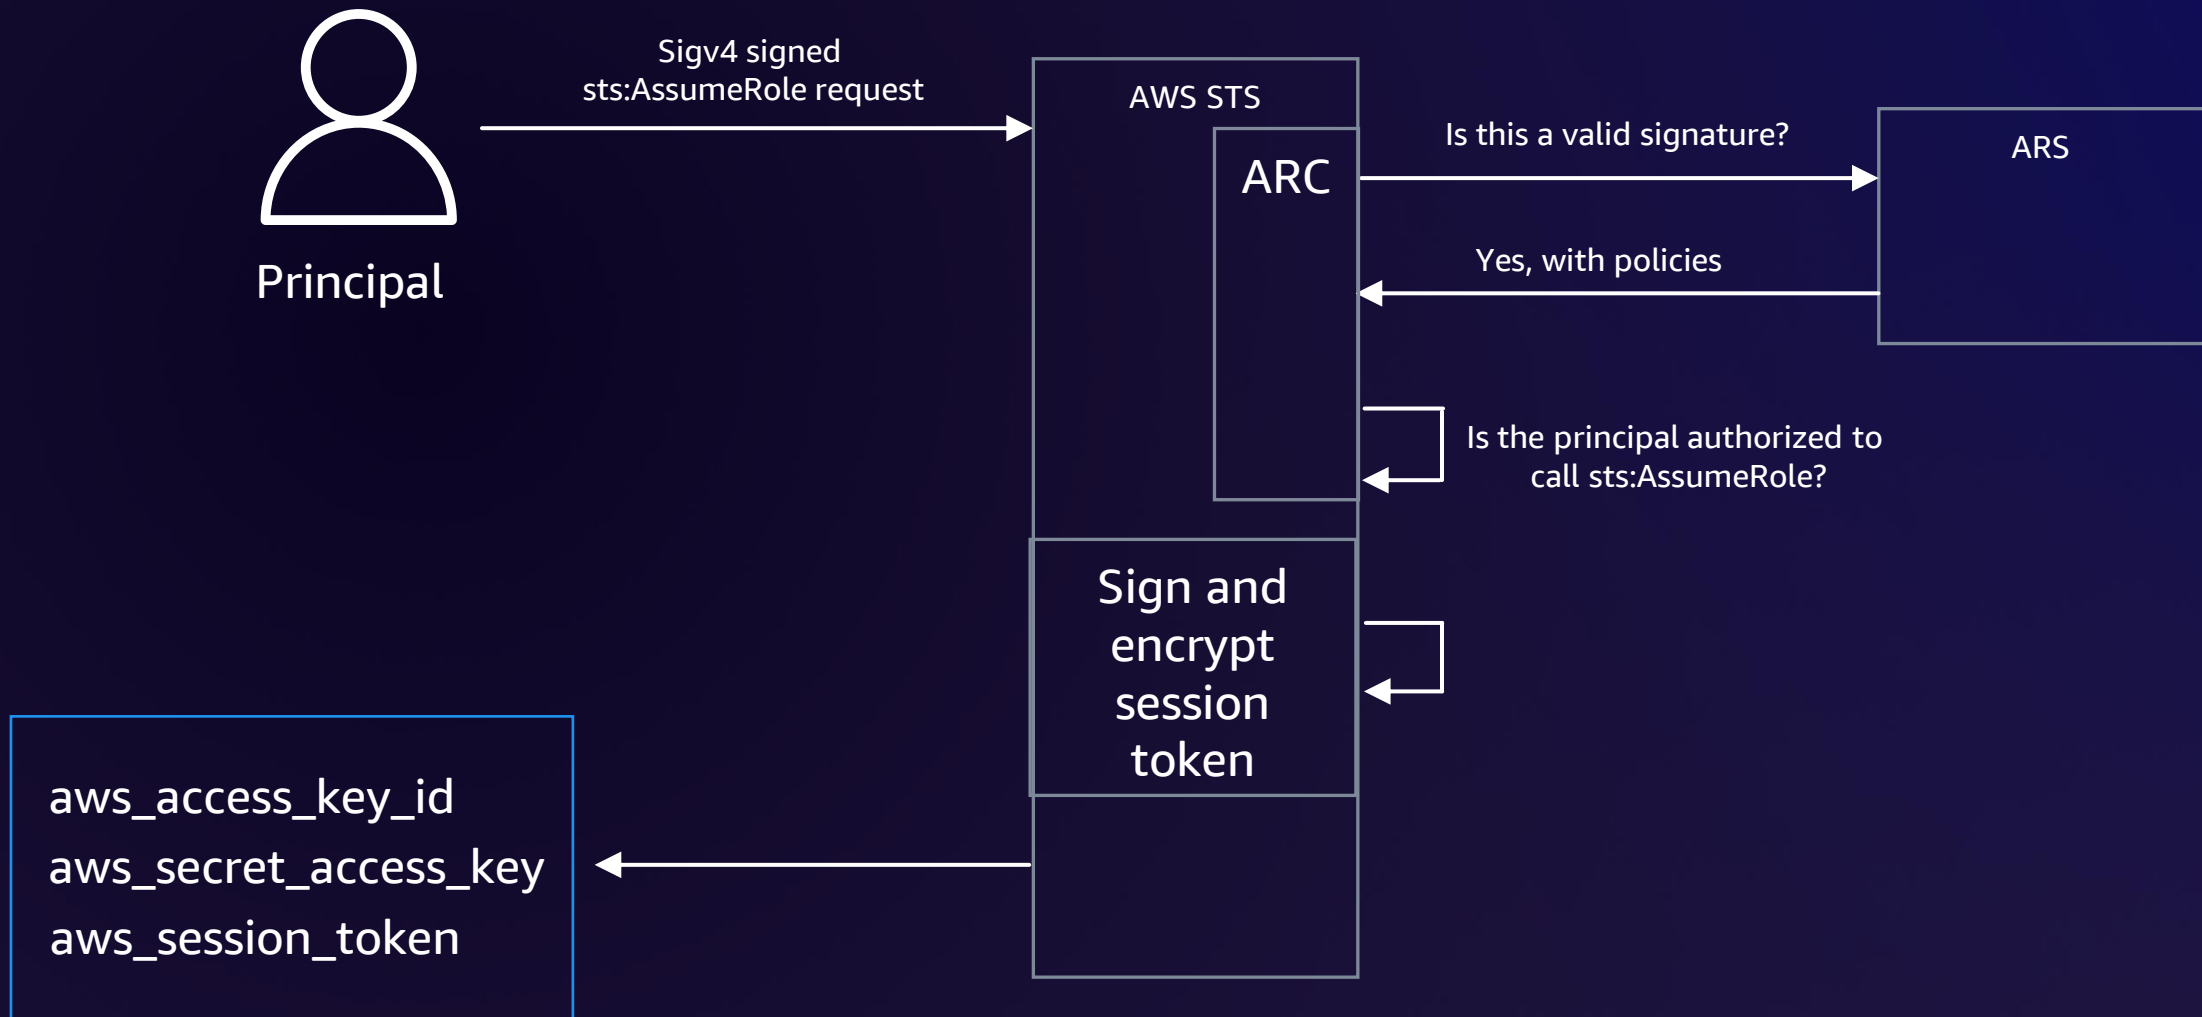 Sigv4 signed
sts:AssumeRole request
Principal
AWS STS
ARC
Is this a valid signature?
ARS
Yes, with policies
Is the principal authorized to
call sts:AssumeRole?
Sign and
encrypt
session
token
aws_access_key_id
aws_secret_access_key
aws_session_token